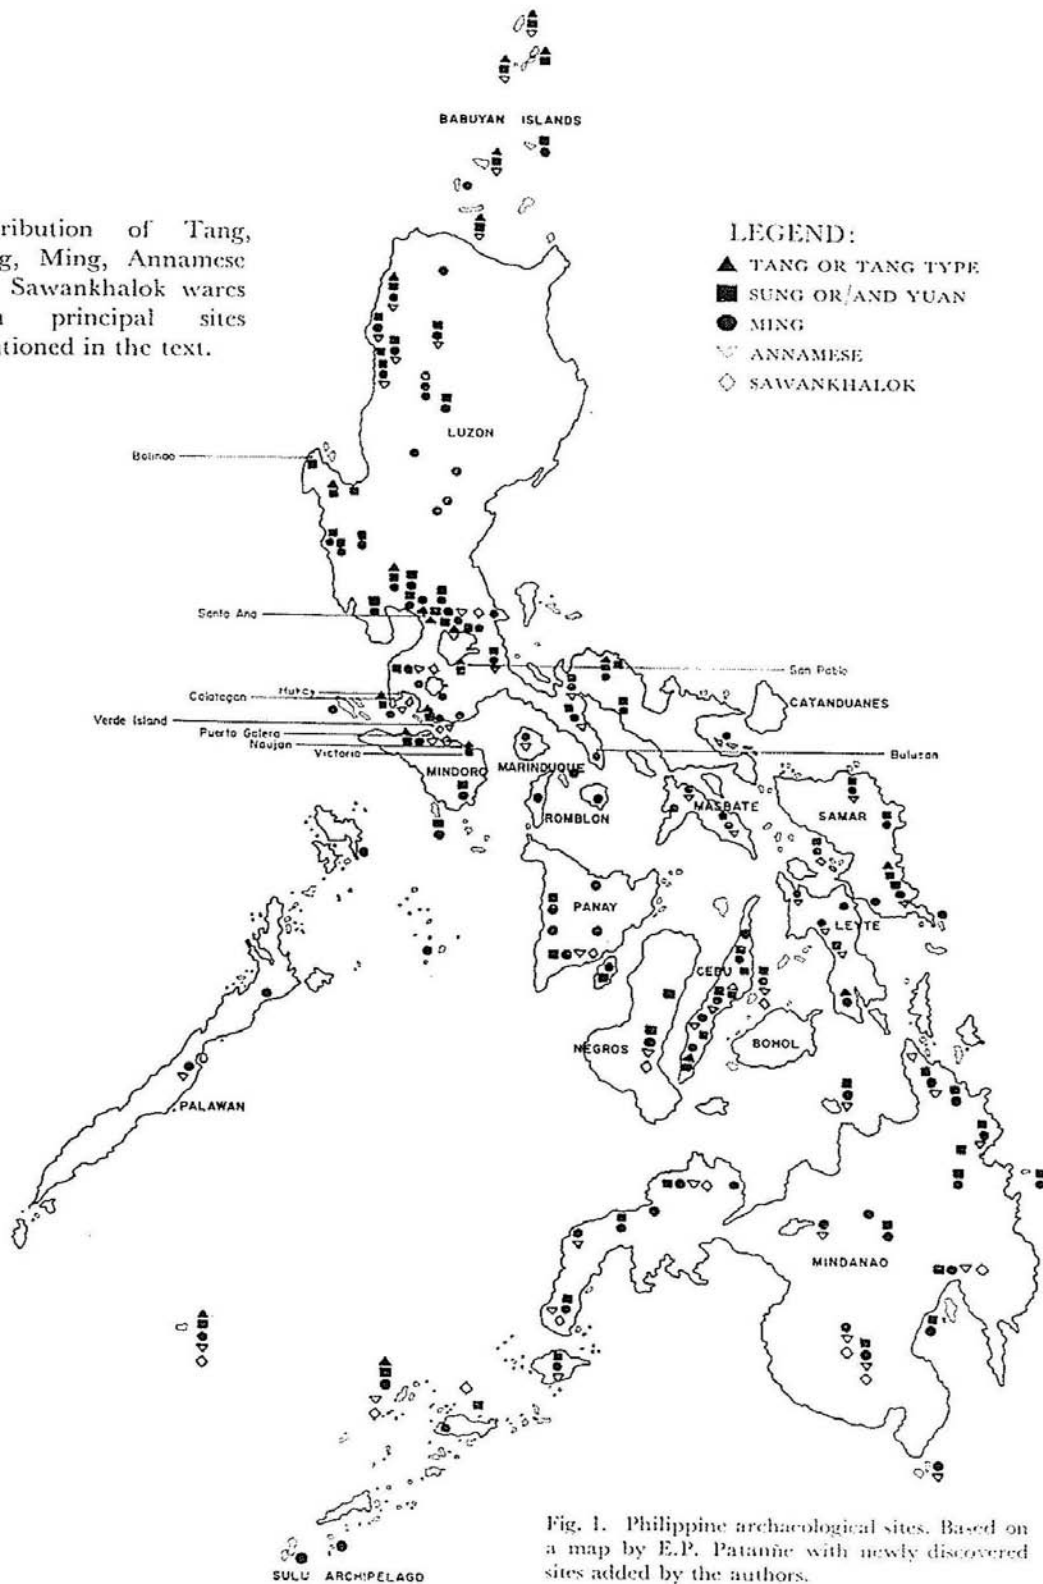 BABUYAN ISLANDS
ribution of Tang,
g, Ming, Annamese
Sawankhalok wares
principal sites
tioned in the text.
LEGEND:
TANG OR TANG TYPE
SUNG OR/AND YUAN
MING
ANNAMESE
SAWANKHALOK
LUZON
Bolinao
Santa Ana
San Pablo
Calatagan
CATANDUANES
Verde Island
Puerto Galera
Naujan
Victoria
Bulusan
MINDORO
MARINDUQUE
MASBATE
SAMAR
ROMBLON
PANAY
LEYTE
CEBU
NEGROS
BOHOL
PALAWAN
MINDANAO
SULU ARCHIPELAGO
Fig. 1. Philippine archaeological sites. Based on
a map by E.P. Patanñe with newly discovered
sites added by the authors.